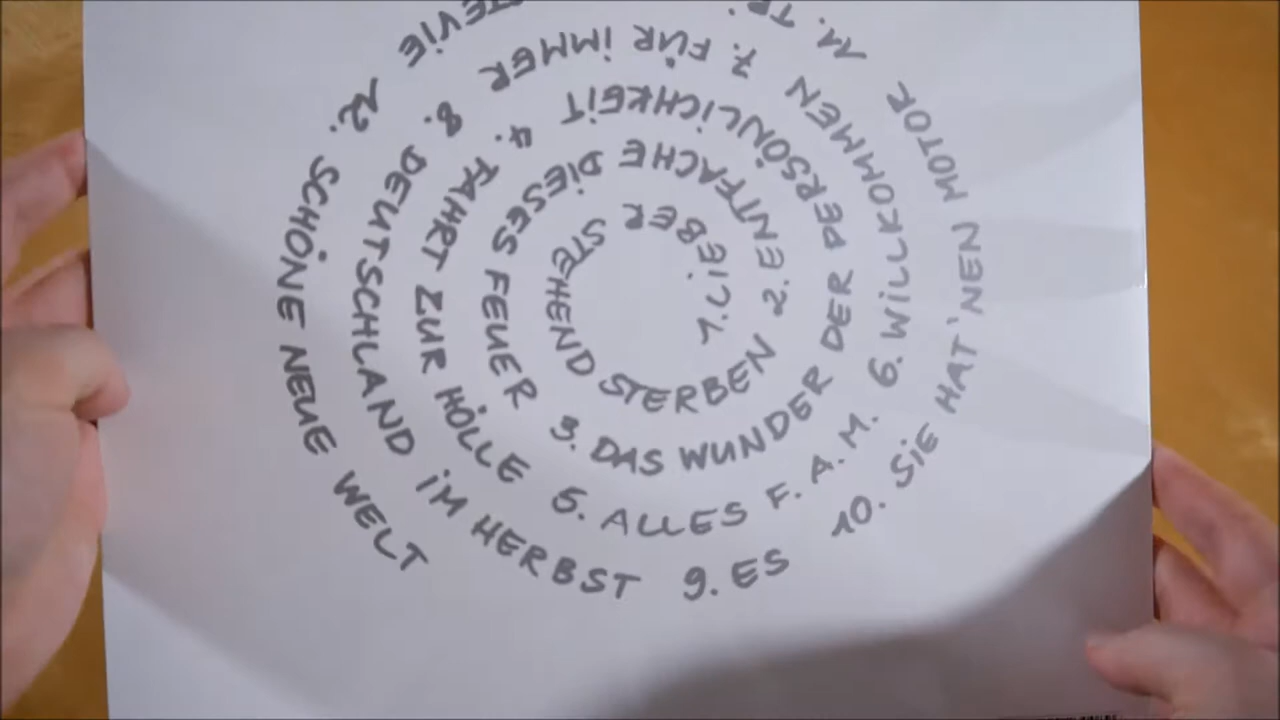 1. LiEBER STEHEND STERBEN
2. ENTFACHE DiESES FEUER
3. DAS WUNDER DER PERSÖNLiCHKEiT
4. FAHRT ZUR HÖLLE
5. ALLES F. A. M.
6. WiLLKOMMEN
7. FÜR iMMER
8. DEUTSCHLAND iM HERBST
9. ES
10. SiE HAT'NEN MOTOR
11.
12. SCHÖNE NEUE WELT